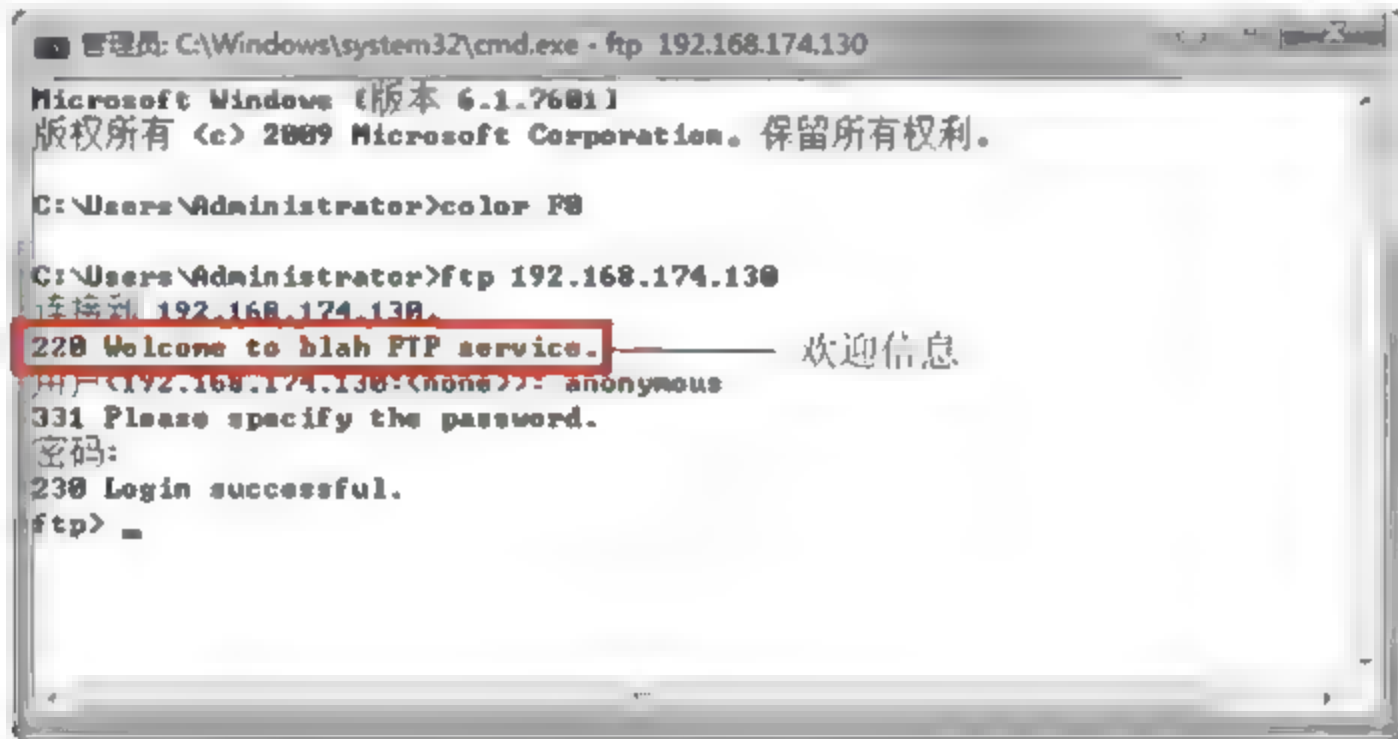 管理员: C:\Windows\system32\cmd.exe - ftp 192.168.174.130
Microsoft Windows [版本 6.1.7601]
版权所有 <c> 2009 Microsoft Corporation。保留所有权利。
C:\Users\Administrator>color F0
C:\Users\Administrator>ftp 192.168.174.130
连接到 192.168.174.130。
220 Welcome to blah FTP service.
欢迎信息
用户(192.168.174.130:(none)): anonymous
331 Please specify the password.
密码:
230 Login successful.
ftp>